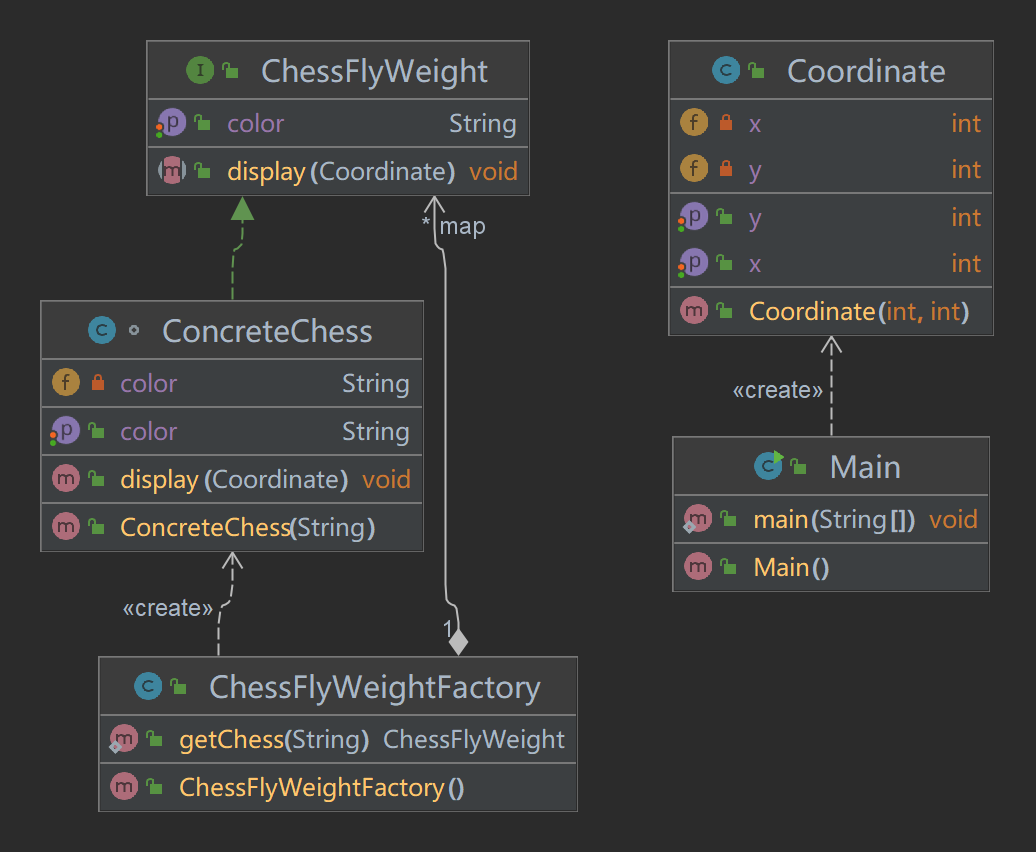 ChessFlyWeight
color String
display(Coordinate) void
* map
ConcreteChess
color String
color String
display(Coordinate) void
ConcreteChess(String)
«create»
1
ChessFlyWeightFactory
getChess(String) ChessFlyWeight
ChessFlyWeightFactory()
Coordinate
x int
y int
y int
x int
Coordinate(int, int)
«create»
Main
main(String[]) void
Main()